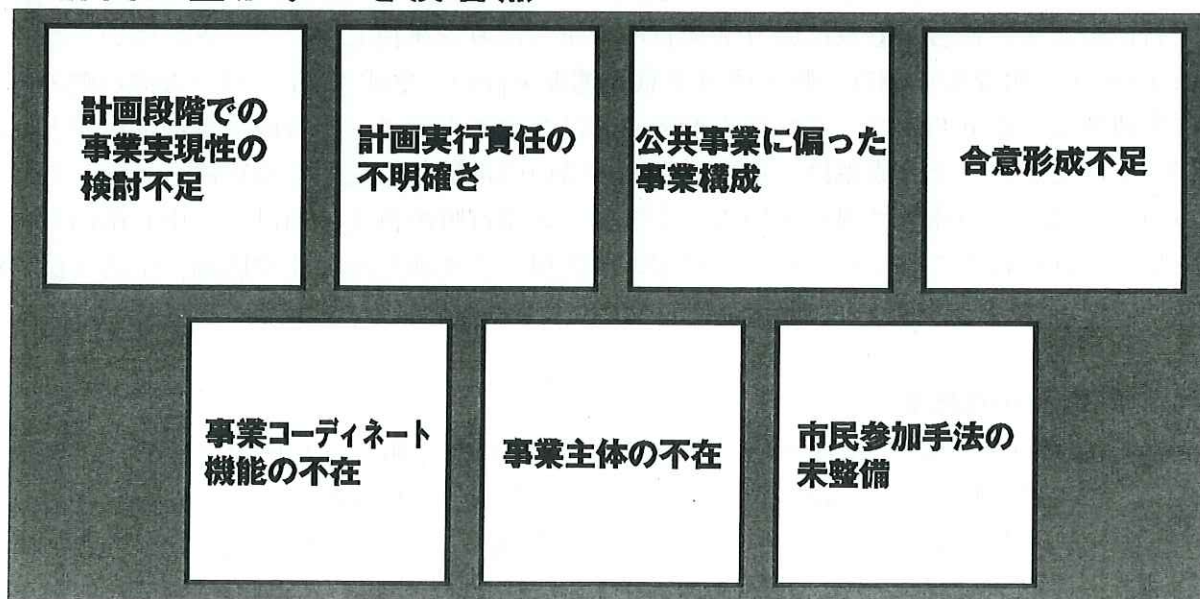 計画段階での
事業実現性の
検討不足
計画実行責任の
不明確さ
公共事業に偏った
事業構成
合意形成不足
事業コーディネート
機能の不在
事業主体の不在
市民参加手法の
未整備